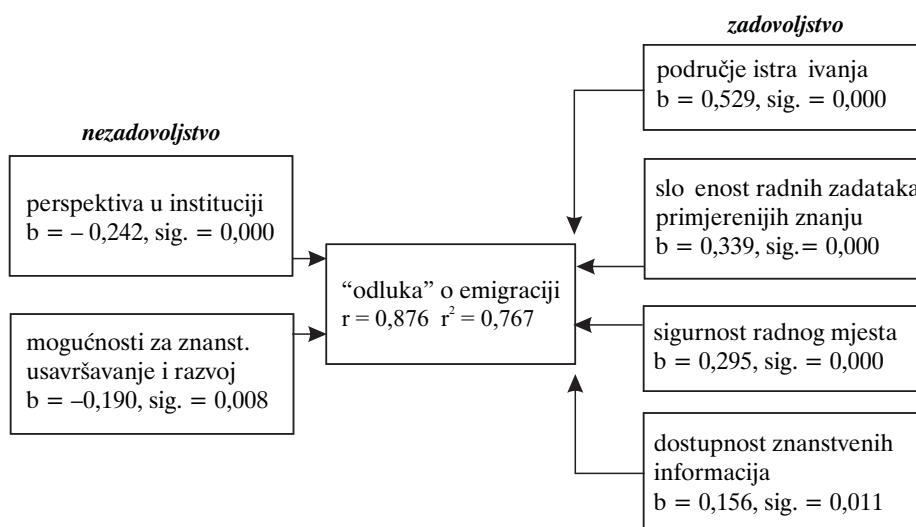 nezadovoljstvo
perspektiva u instituciji
b = – 0,242, sig. = 0,000
mogućnosti za znanst.
usavršavanje i razvoj
b = –0,190, sig. = 0,008
“odluka” o emigraciji
r = 0,876 r² = 0,767
zadovoljstvo
područje istra ivanja
b = 0,529, sig. = 0,000
slo enost radnih zadataka
primjerenijih znanju
b = 0,339, sig.= 0,000
sigurnost radnog mjesta
b = 0,295, sig. = 0,000
dostupnost znanstvenih
informacija
b = 0,156, sig. = 0,011